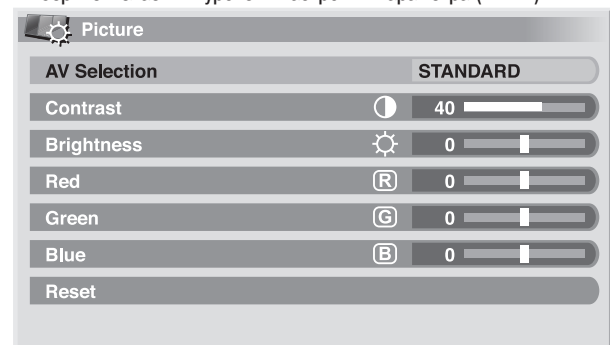 Picture
AV Selection STANDARD
Contrast 40
Brightness 0
Red R 0
Green G 0
Blue B 0
Reset